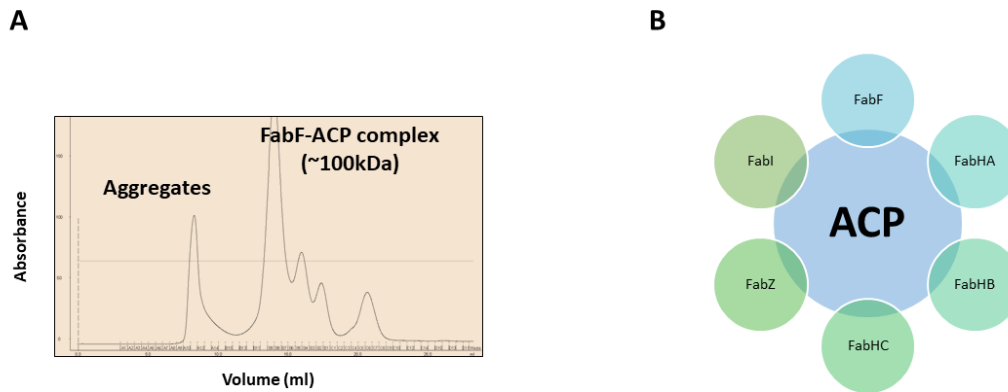 A
B
FabF-ACP complex
(~100kDa)
Aggregates
Absorbance
Volume (ml)
FabF
FabI
FabHA
ACP
FabZ
FabHB
FabHC